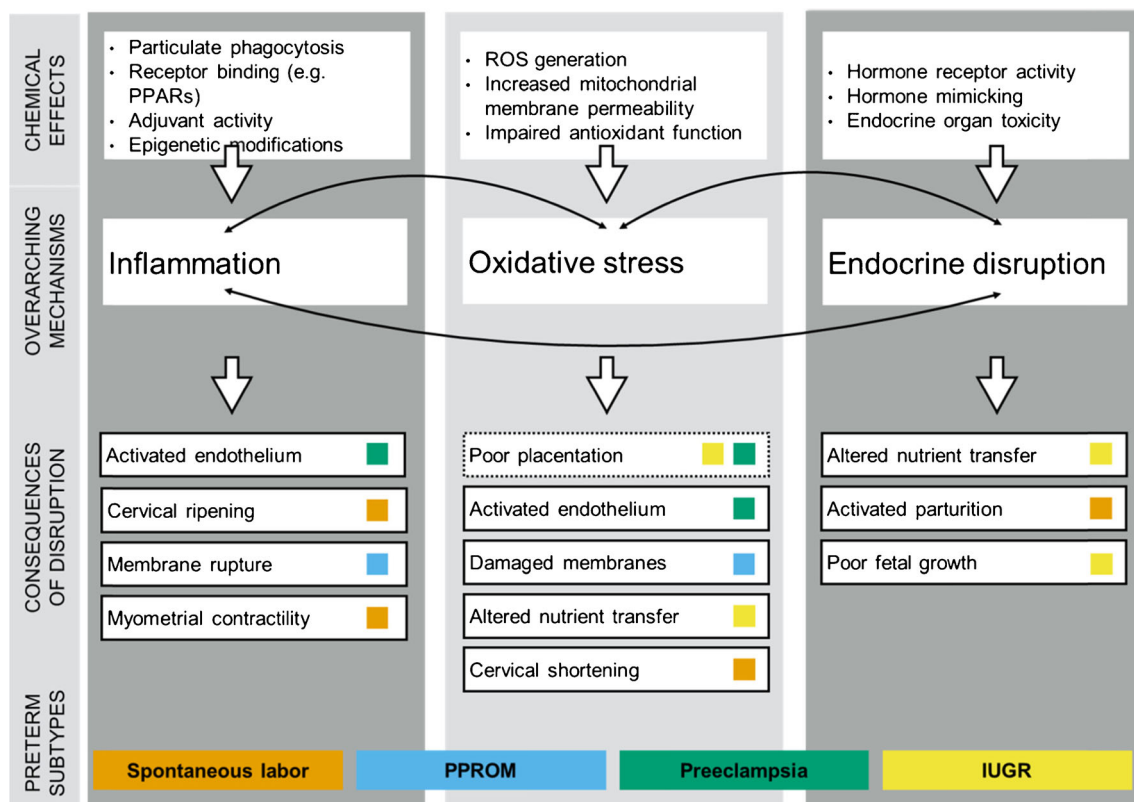 CHEMICAL
EFFECTS
• Particulate phagocytosis
• Receptor binding (e.g.
PPARs)
• Adjuvant activity
• Epigenetic modifications
• ROS generation
• Increased mitochondrial
membrane permeability
• Impaired antioxidant function
• Hormone receptor activity
• Hormone mimicking
• Endocrine organ toxicity
OVERARCHING
MECHANISMS
Inflammation
Oxidative stress
Endocrine disruption
CONSEQUENCES
OF DISRUPTION
Activated endothelium
Cervical ripening
Membrane rupture
Myometrial contractility
Poor placentation
Activated endothelium
Damaged membranes
Altered nutrient transfer
Cervical shortening
Altered nutrient transfer
Activated parturition
Poor fetal growth
PRETERM
SUBTYPES
Spontaneous labor
PPROM
Preeclampsia
IUGR